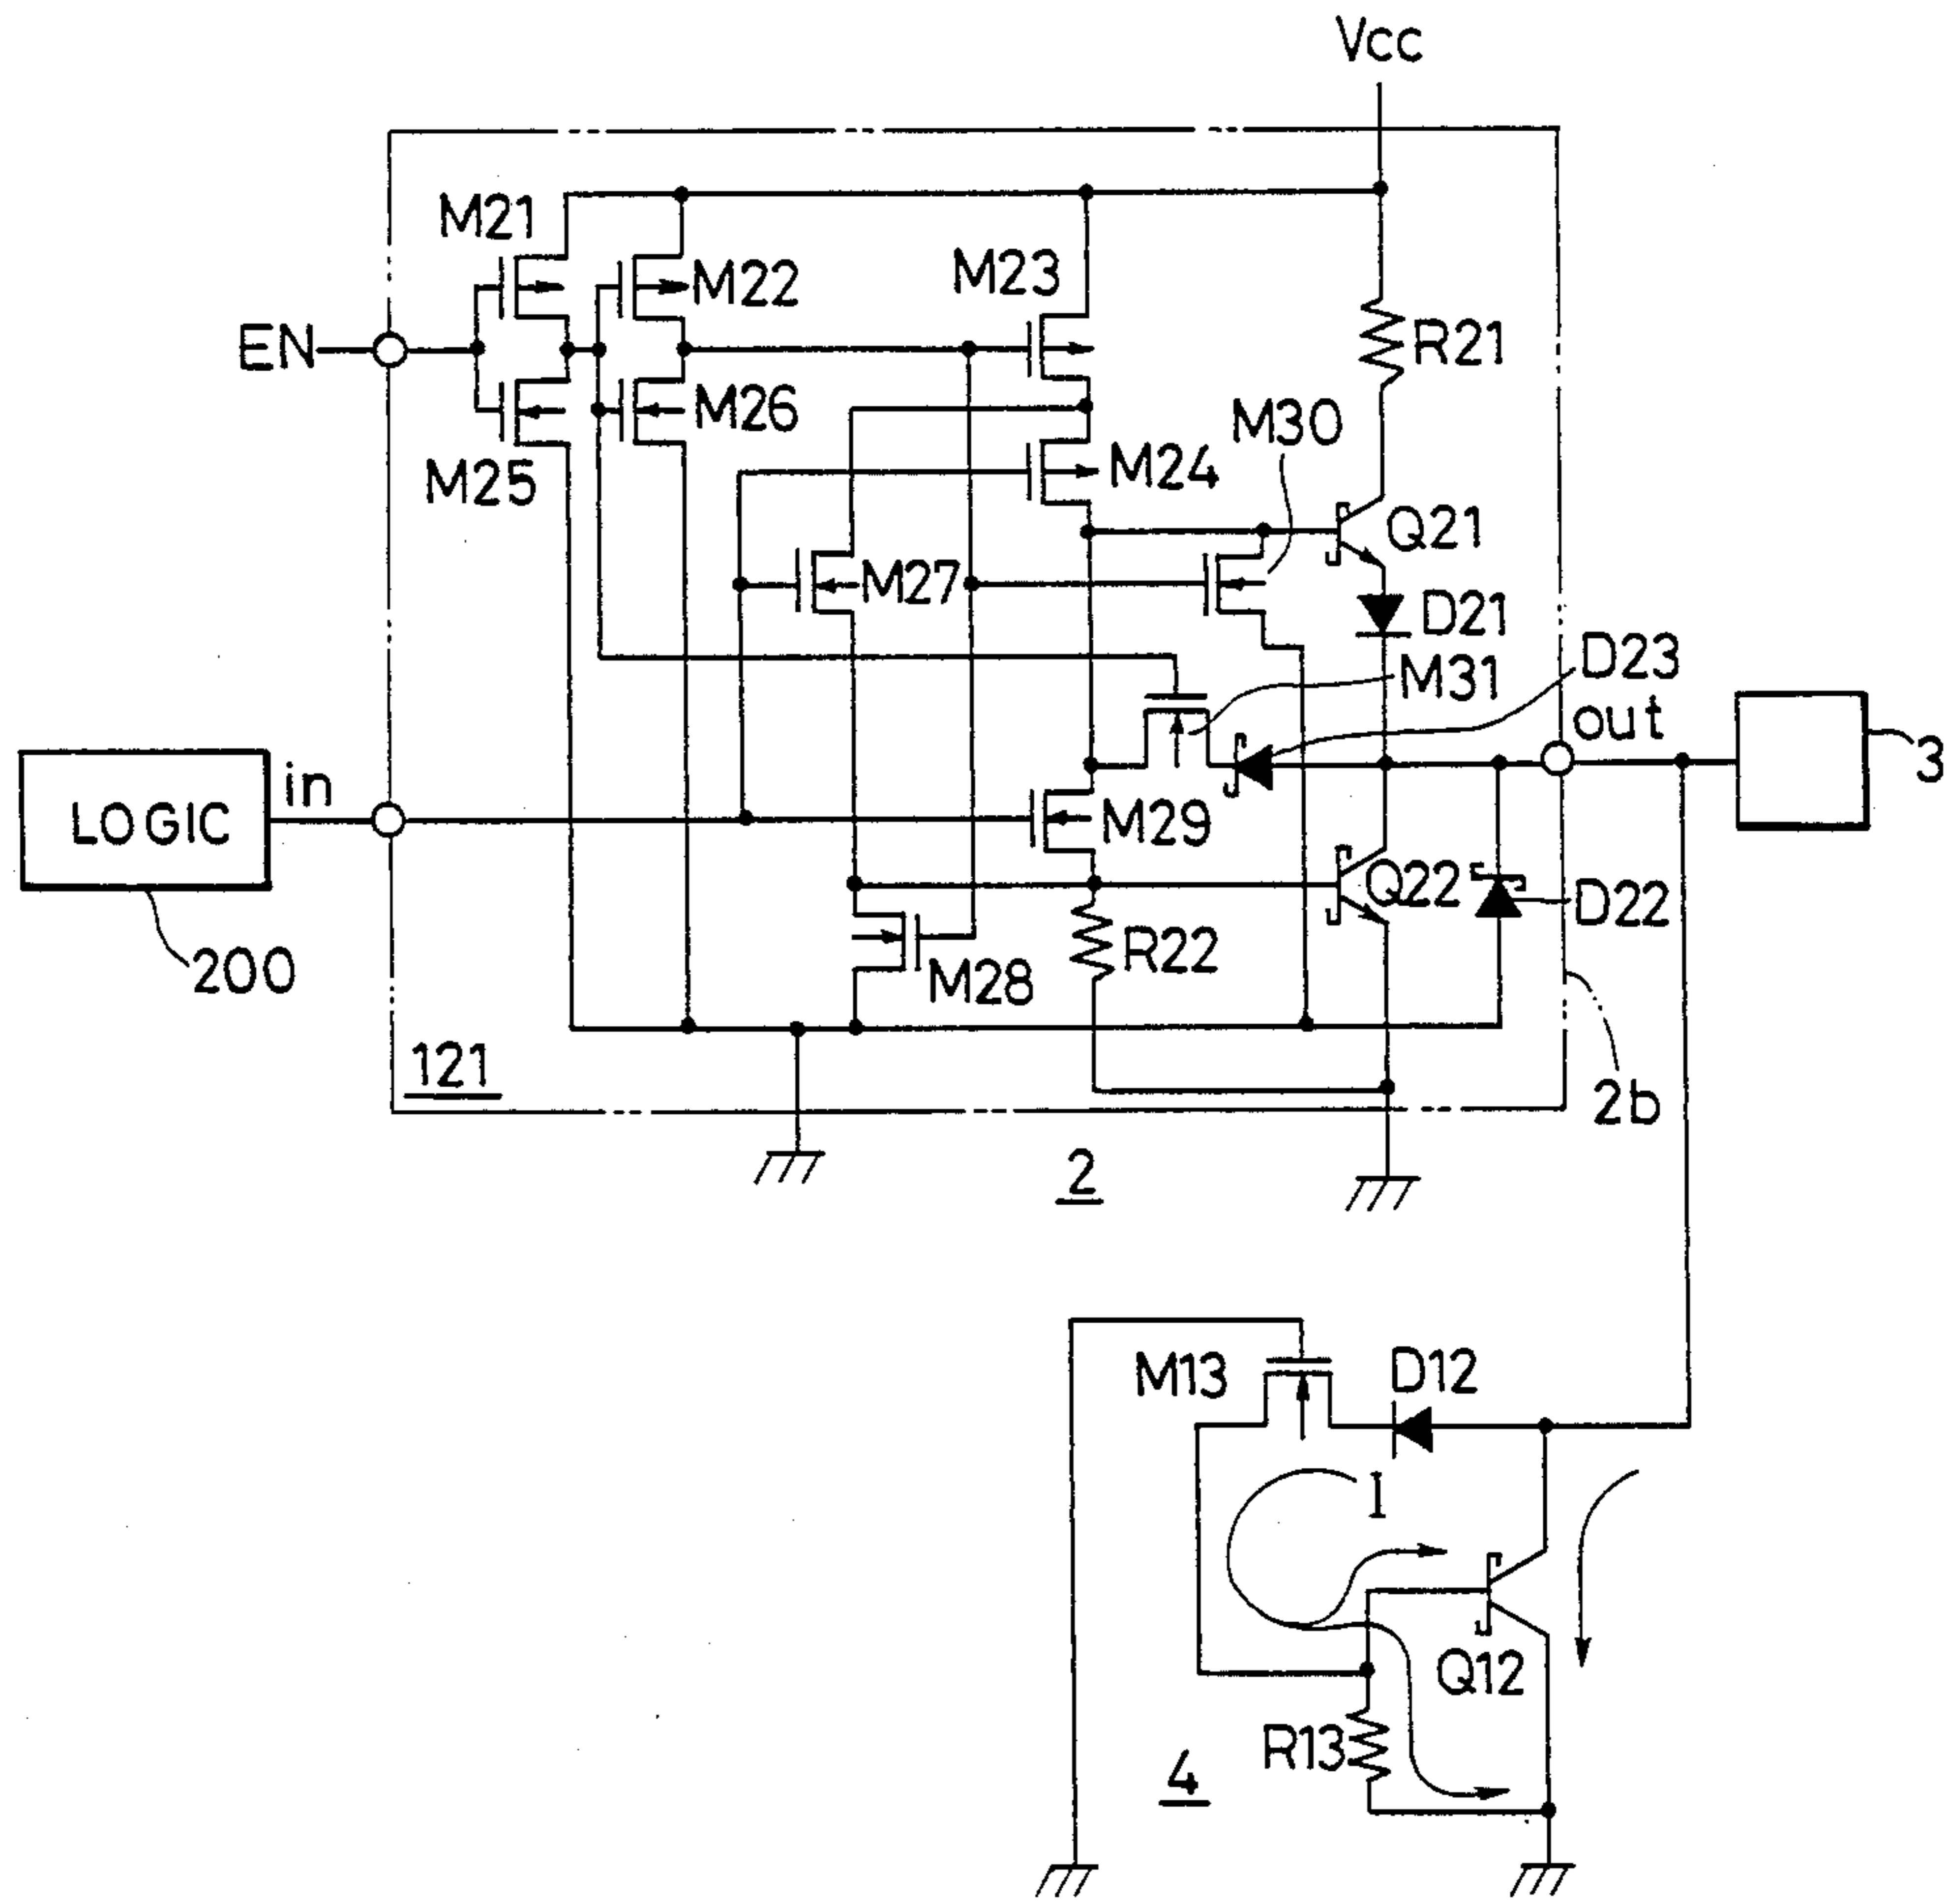 Vcc
M21
M22
M23
EN
R21
M26
M30
M25
M24
Q21
M27
D21
D23
M31
out
3
in
LOGIC
M29
Q22
D22
200
M28
R22
121
2b
2
M13
D12
I
Q12
R13
4